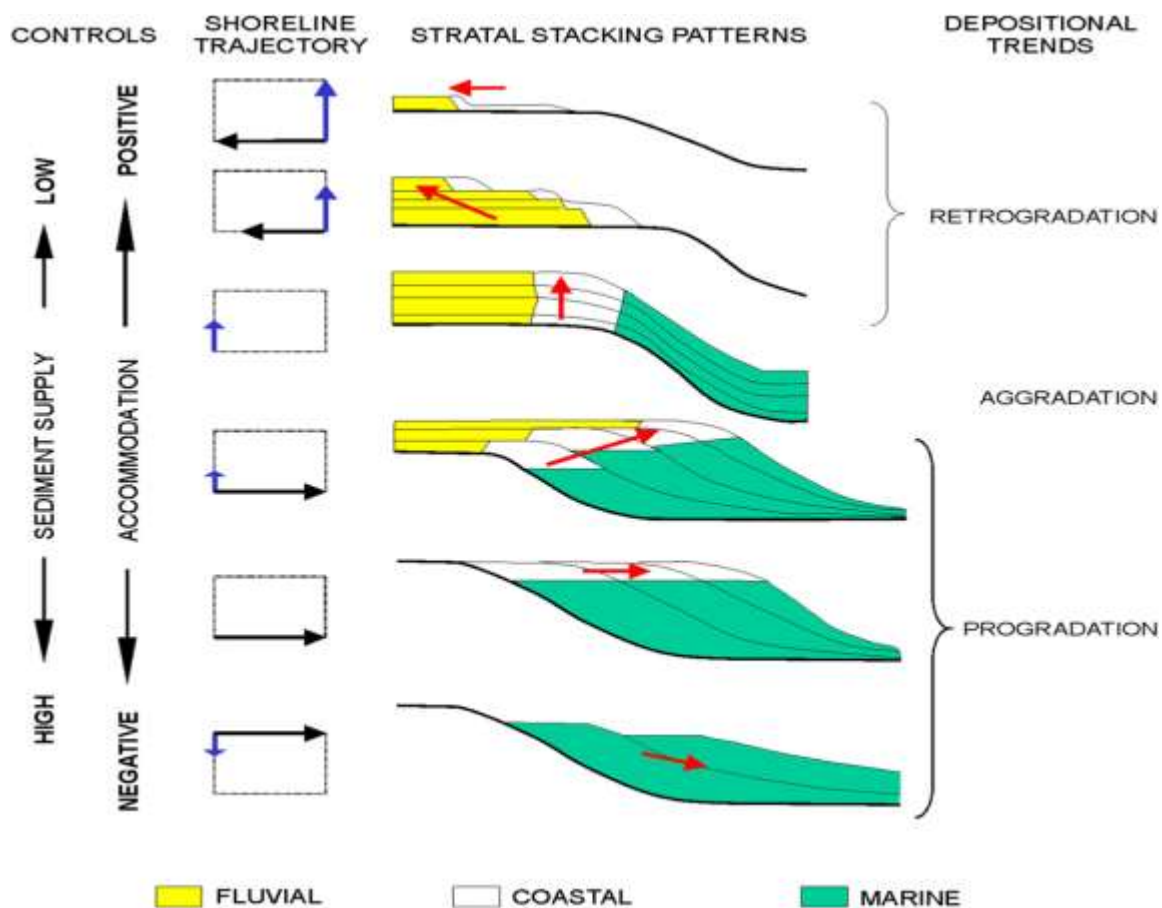 CONTROLS
SHORELINE
TRAJECTORY
STRATAL STACKING PATTERNS
DEPOSITIONAL
TRENDS
LOW
SEDIMENT SUPPLY
HIGH
POSITIVE
ACCOMMODATION
NEGATIVE
RETROGRADATION
AGGRADATION
PROGRADATION
FLUVIAL
COASTAL
MARINE